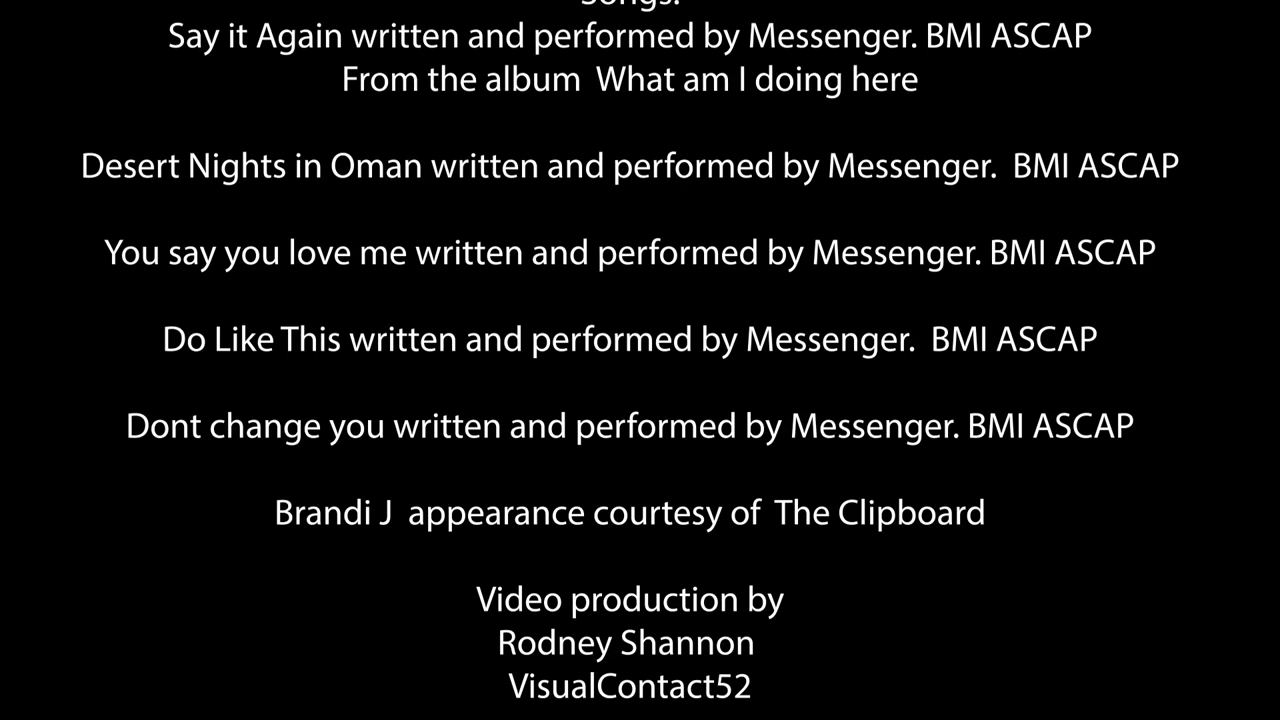 Songs:
Say it Again written and performed by Messenger. BMI ASCAP
From the album  What am I doing here
Desert Nights in Oman written and performed by Messenger.  BMI ASCAP
You say you love me written and performed by Messenger. BMI ASCAP
Do Like This written and performed by Messenger.  BMI ASCAP
Dont change you written and performed by Messenger. BMI ASCAP
Brandi J  appearance courtesy of  The Clipboard
Video production by
Rodney Shannon
VisualContact52